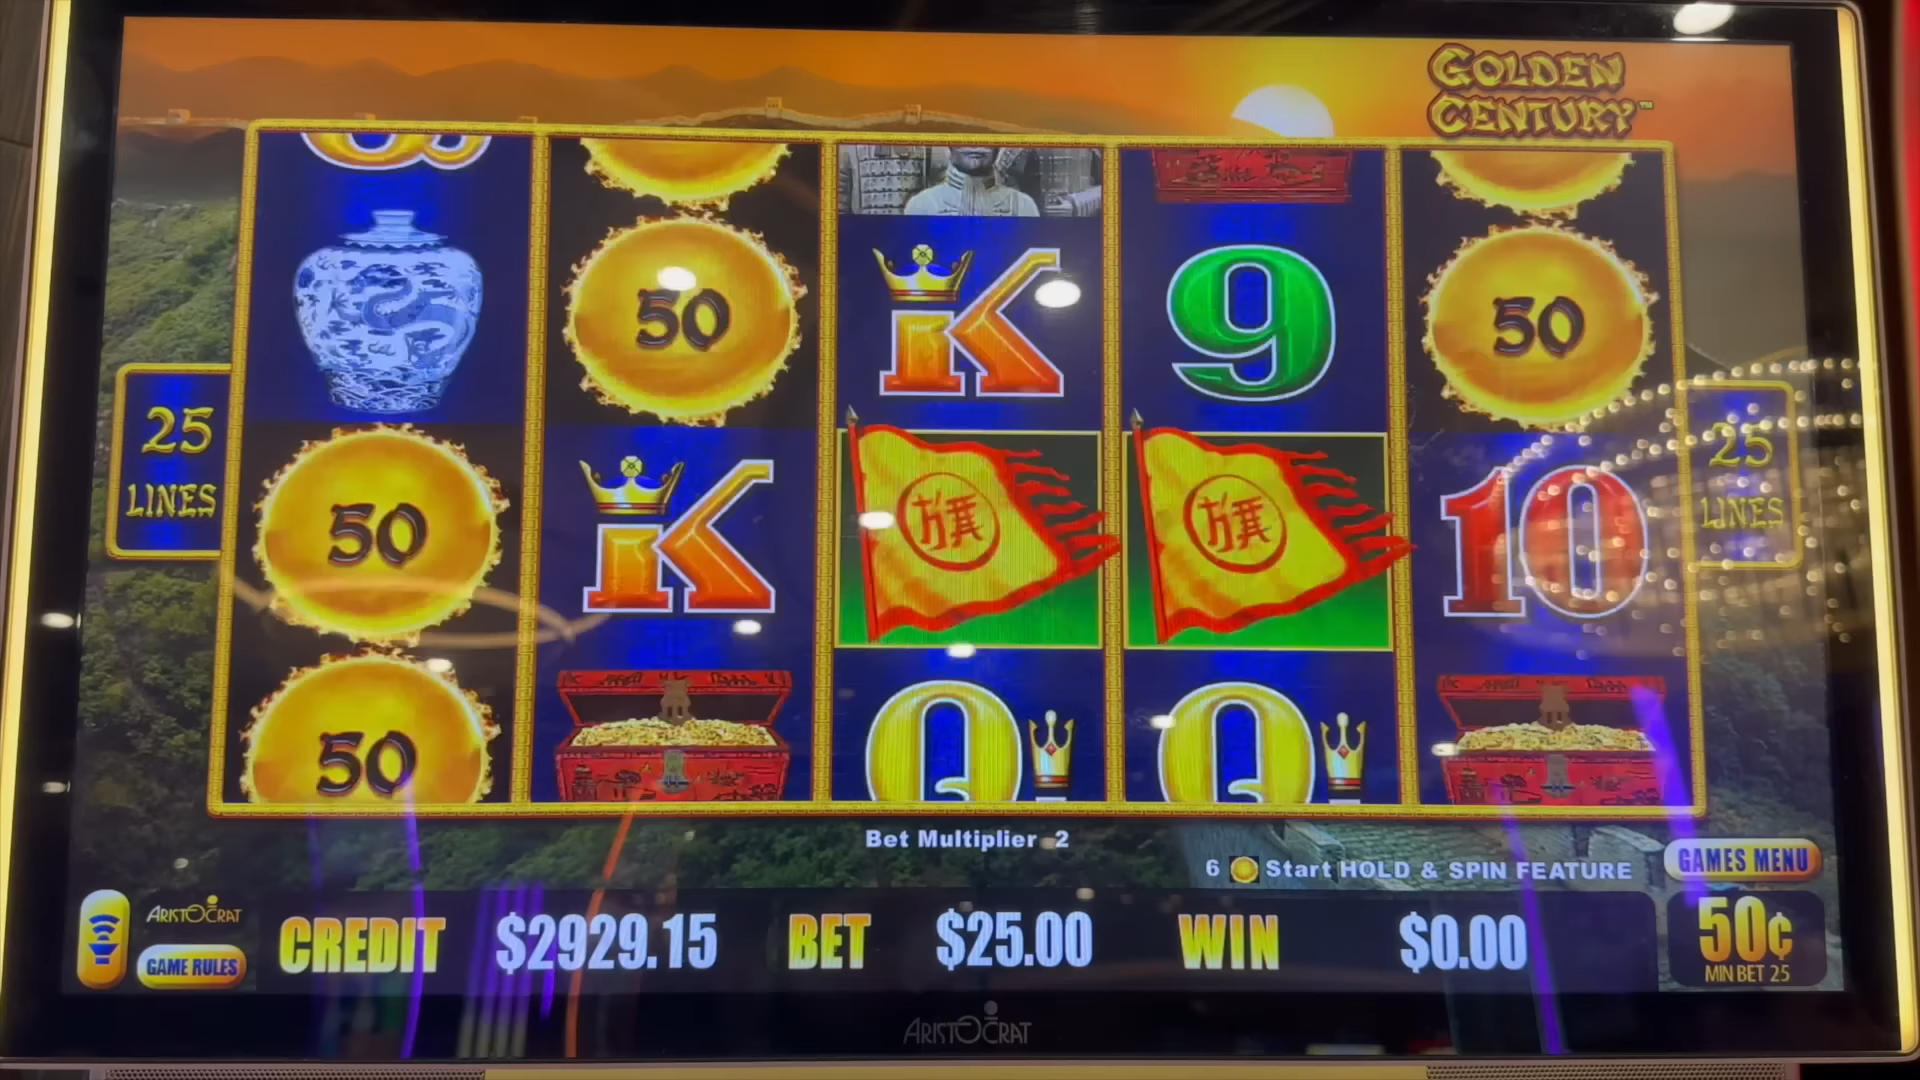 GOLDEN
CENTURY™
50
K
9
50
25
LINES
50
K
旗
旗
10
25
LINES
50
Q
Q
Bet Multiplier 2
6 Start HOLD & SPIN FEATURE
GAMES MENU
ARISTOCRAT
GAME RULES
CREDIT $2929.15 BET $25.00 WIN $0.00
50¢
MIN BET 25
ARISTOCRAT